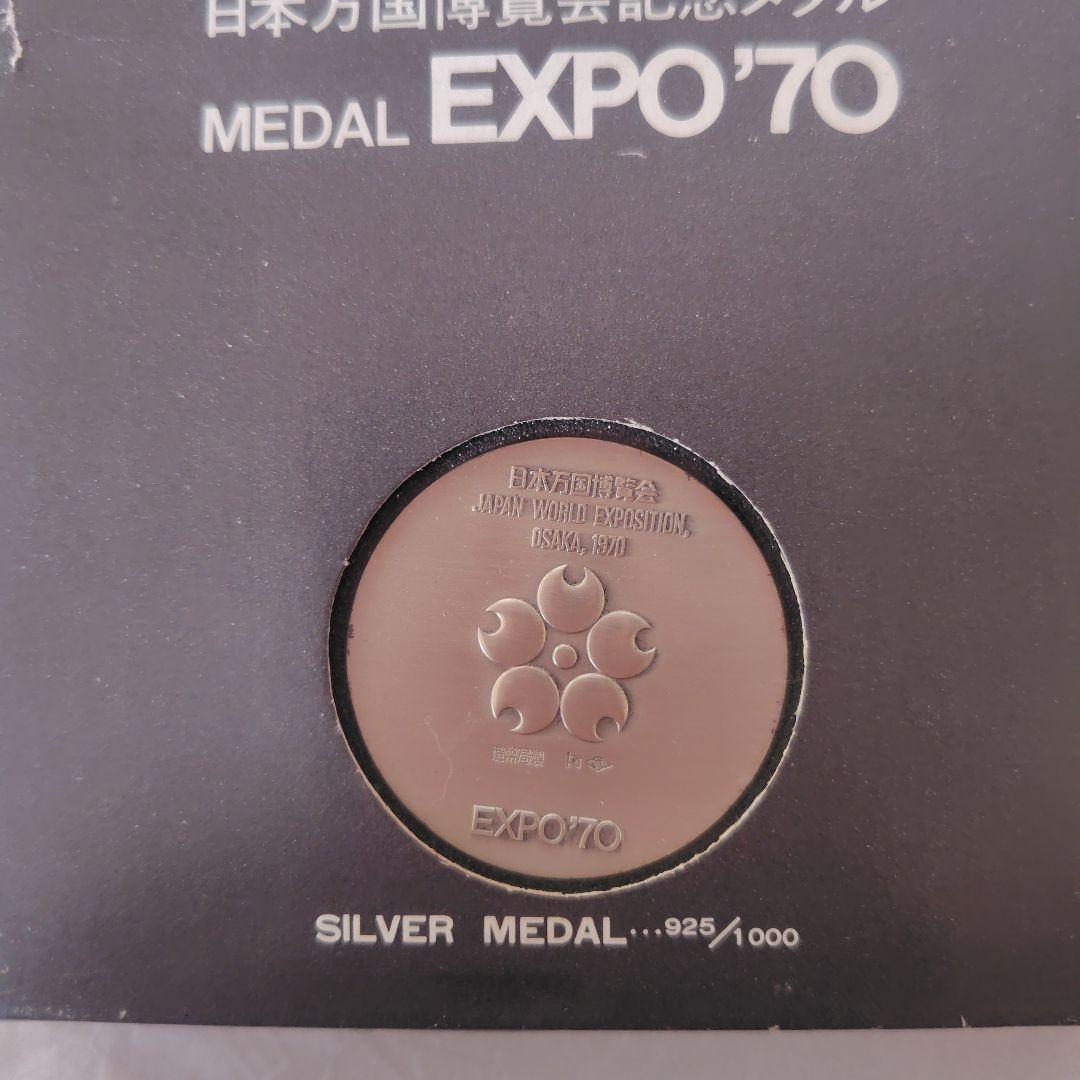 日本万国博覧会記念メダル
MEDAL EXPO'70
日本万国博覧会
JAPAN WORLD EXPOSITION,
OSAKA, 1970
造幣局製
EXPO'70
SILVER MEDAL...925/1000